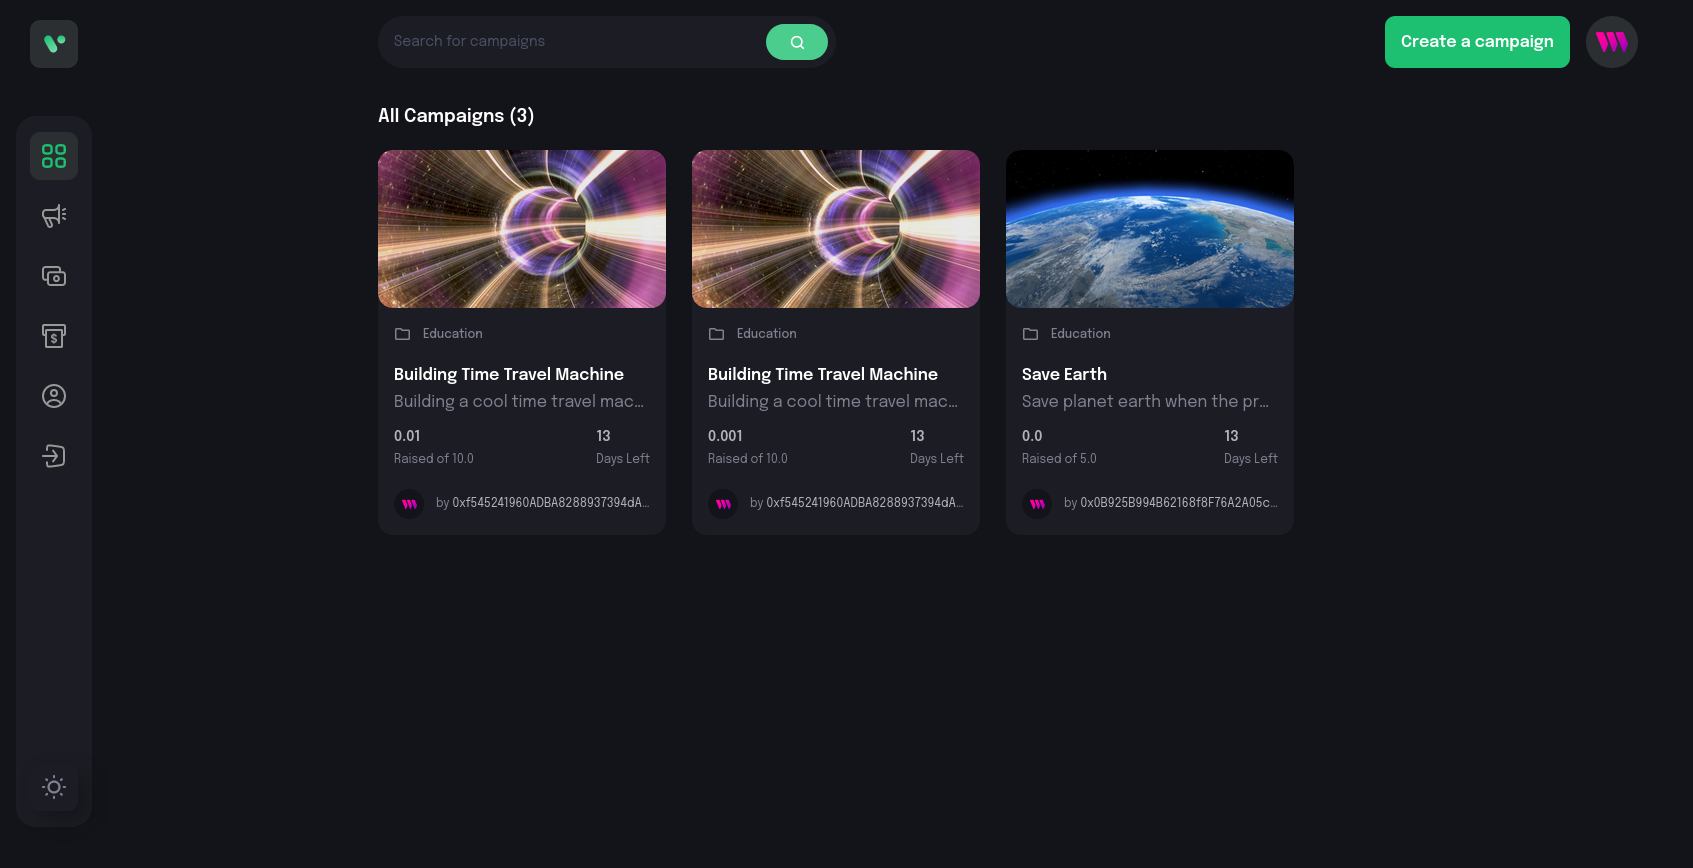 Search for campaigns
Create a campaign
All Campaigns (3)
Education
Building Time Travel Machine
Building a cool time travel mac...
0.01
13
Raised of 10.0
Days Left
by 0xf545241960ADBA8288937394dA...
Education
Building Time Travel Machine
Building a cool time travel mac...
0.001
13
Raised of 10.0
Days Left
by 0xf545241960ADBA8288937394dA...
Education
Save Earth
Save planet earth when the pr...
0.0
13
Raised of 5.0
Days Left
by 0x0B925B994B62168f8F76A2A05c...